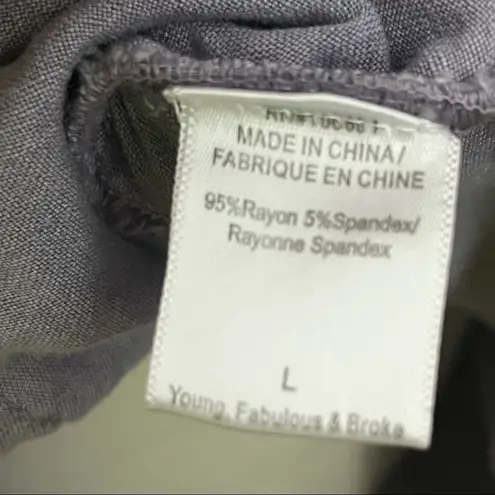 MADE IN CHINA/
FABRIQUE EN CHINE
95%Rayon 5%Spandex/
Rayonne Spandex
L
Young, Fabulous & Broke